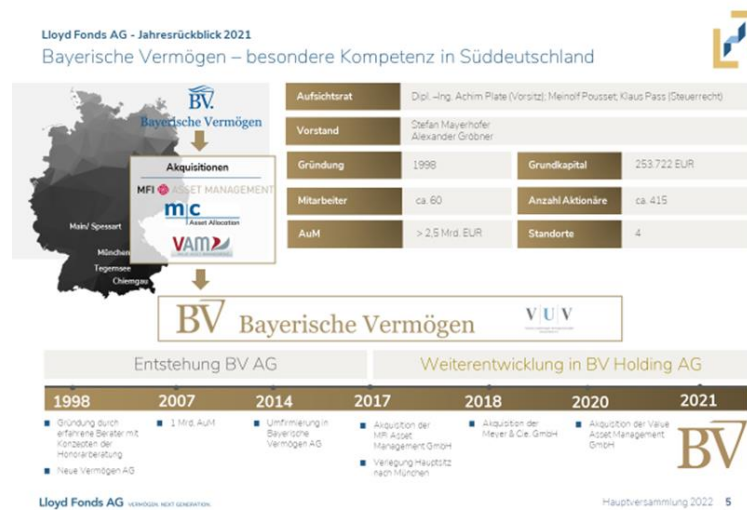 Lloyd Fonds AG - Jahresrückblick 2021
Bayerische Vermögen – besondere Kompetenz in Süddeutschland
BV.
Bayerische Vermögen
Akquisitionen
MFI ASSET MANAGEMENT
m|c
Asset Allocation
VAM
Main/ Spessart
München
Tegernsee
Chiemgau
Aufsichtsrat
Dipl. –Ing. Achim Plate (Vorsitz); Meinolf Pousset; Klaus Pass (Steuerrecht)
Vorstand
Stefan Mayerhofer
Alexander Gröbner
Gründung
1998
Grundkapital
253.722 EUR
Mitarbeiter
ca. 60
Anzahl Aktionäre
ca. 415
AuM
> 2,5 Mrd. EUR
Standorte
4
BV Bayerische Vermögen
V|U|V
Entstehung BV AG
Weiterentwicklung in BV Holding AG
1998
2007
2014
2017
2018
2020
2021
Gründung durch
erfahrene Berater mit
Konzepten der
Honorarberatung
Neue Vermögen AG
1 Mrd. AuM
Umfirmierung in
Bayerische
Vermögen AG
Akquisition der
MFI Asset
Management GmbH
Verlegung Hauptsitz
nach München
Akquisition der
Meyer & Cie. GmbH
Akquisition der Value
Asset Management
GmbH
BV
Lloyd Fonds AG VERMÖGEN. NEXT GENERATION.
Hauptversammlung 2022 5